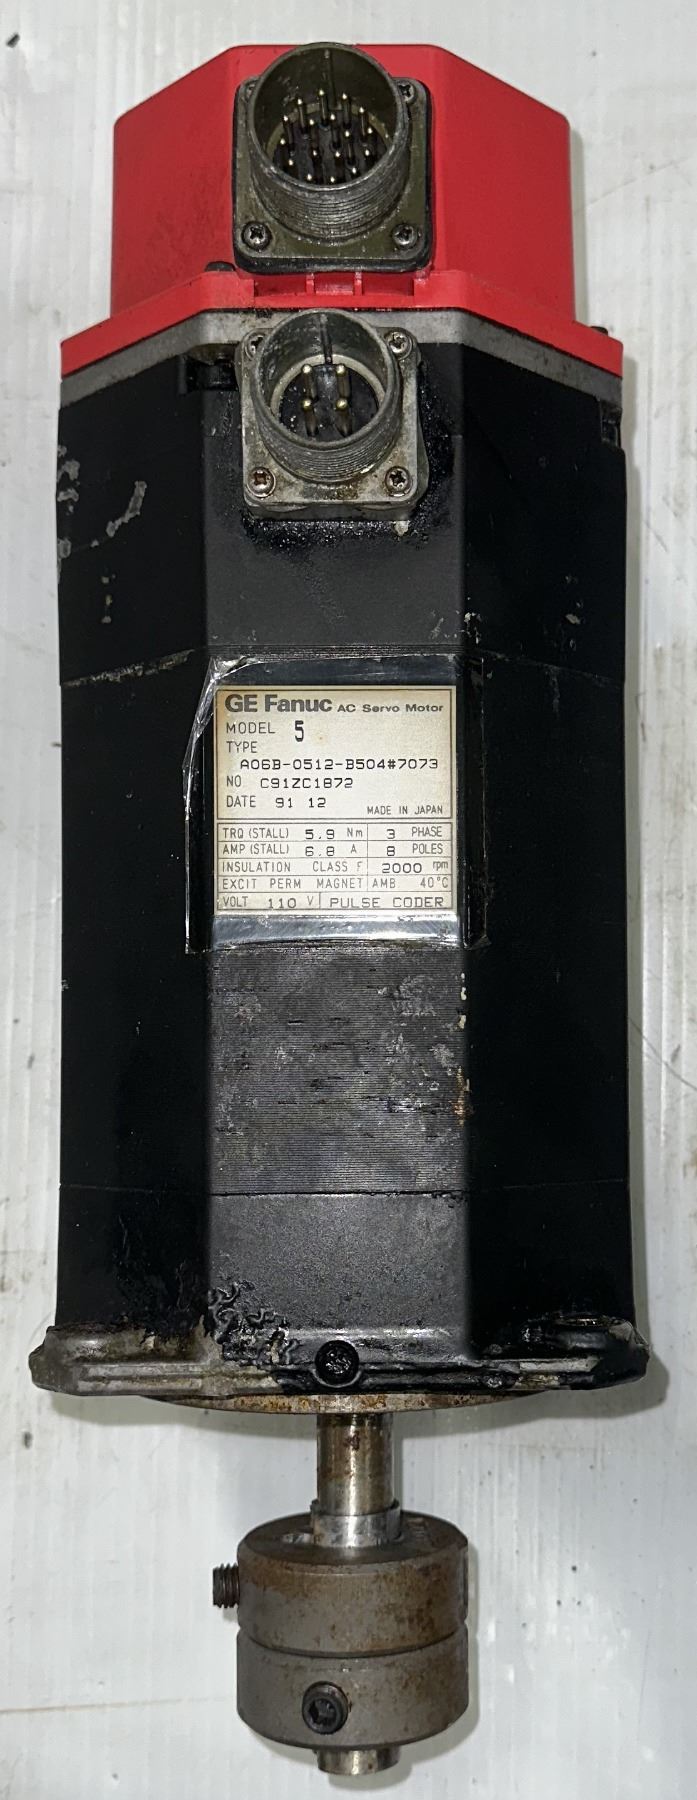 GE Fanuc AC Servo Motor
MODEL 5
TYPE
A06B-0512-B504#7073
NO C91ZC1872
DATE 91 12
MADE IN JAPAN
TRQ (STALL) 5.9 Nm 3 PHASE
AMP (STALL) 6.8 A 8 POLES
INSULATION CLASS F 2000 rpm
EXCIT PERM MAGNET AMB 40°C
VOLT 110 V PULSE CODER